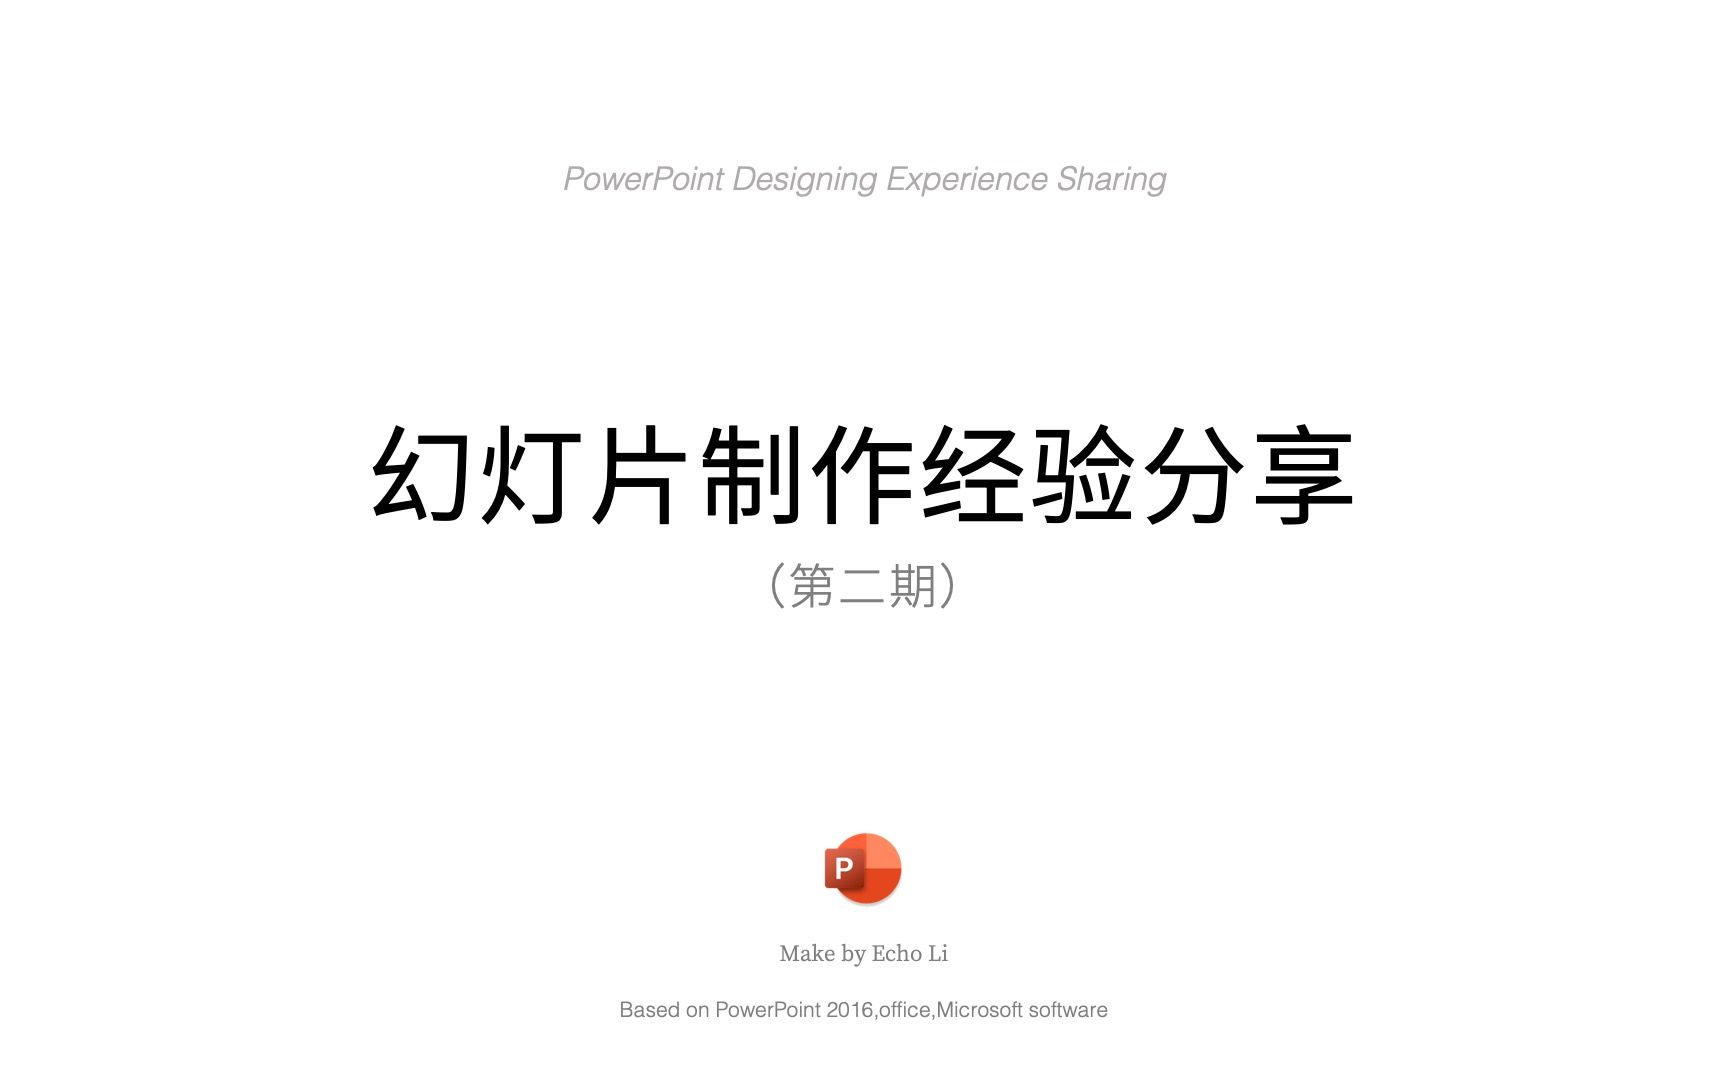 PowerPoint Designing Experience Sharing
幻灯片制作经验分享
（第二期）
P
Make by Echo Li
Based on PowerPoint 2016,office,Microsoft software